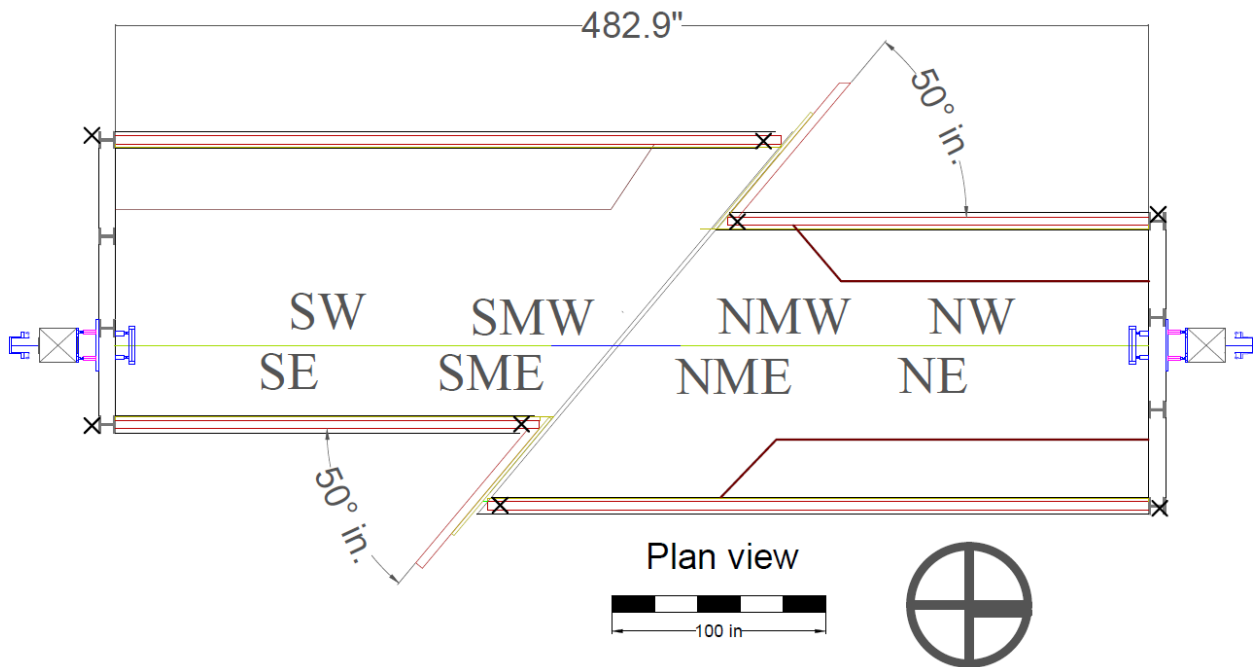 482.9"
50° in.
SW SMW NMW NW
SE SME NME NE
50° in.
Plan view
100 in